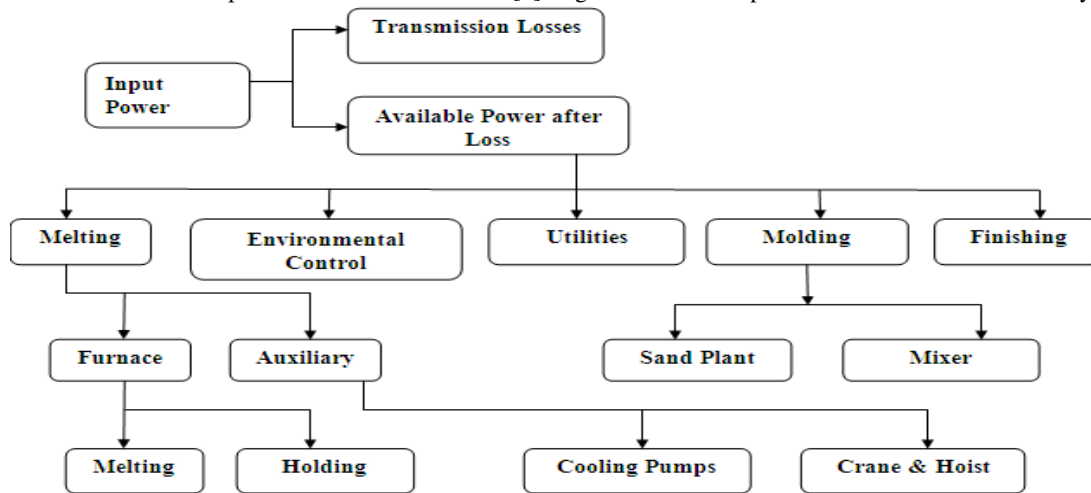 Transmission Losses
Input
Power
Available Power after
Loss
Melting
Environmental
Control
Utilities
Molding
Finishing
Furnace
Auxiliary
Sand Plant
Mixer
Melting
Holding
Cooling Pumps
Crane & Hoist